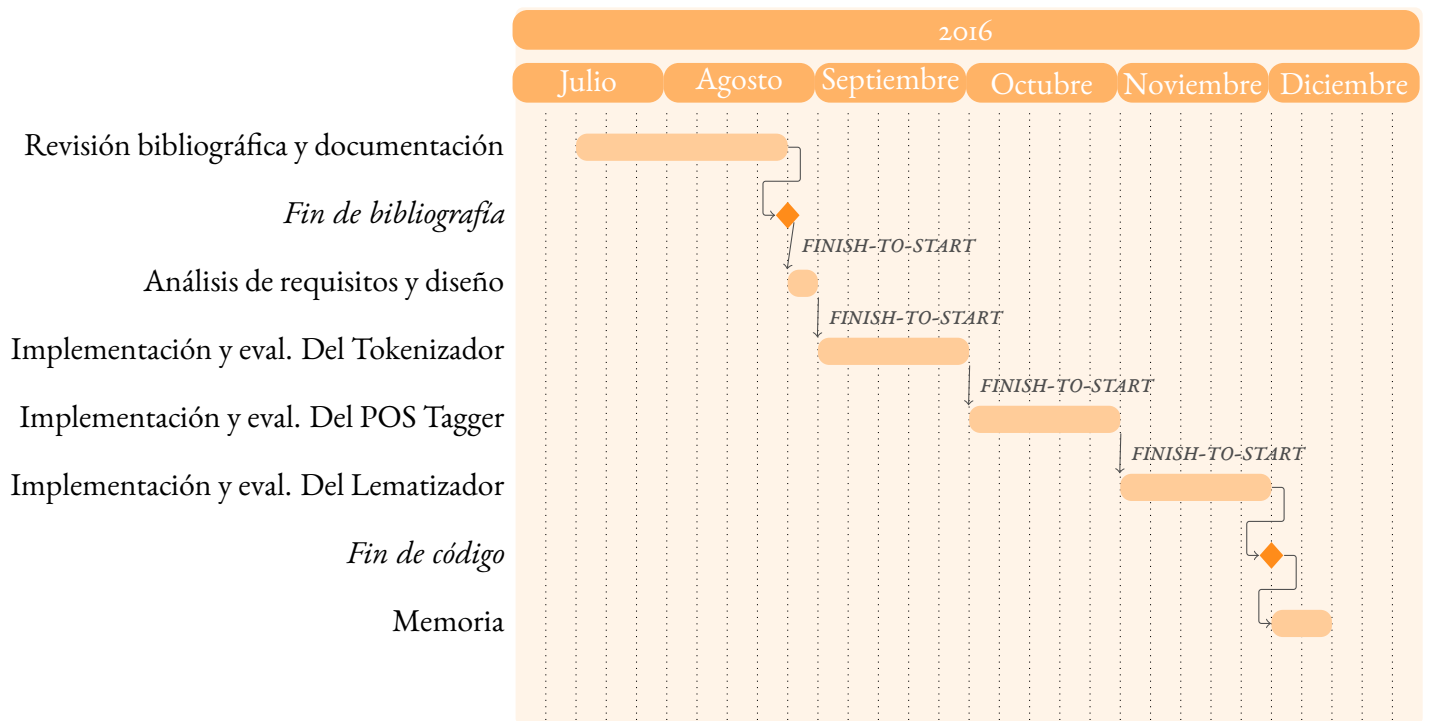 2016
Julio Agosto Septiembre Octubre Noviembre Diciembre
Revisión bibliográfica y documentación
Fin de bibliografía
FINISH-TO-START
Análisis de requisitos y diseño
FINISH-TO-START
Implementación y eval. Del Tokenizador
FINISH-TO-START
Implementación y eval. Del POS Tagger
FINISH-TO-START
Implementación y eval. Del Lematizador
Fin de código
Memoria